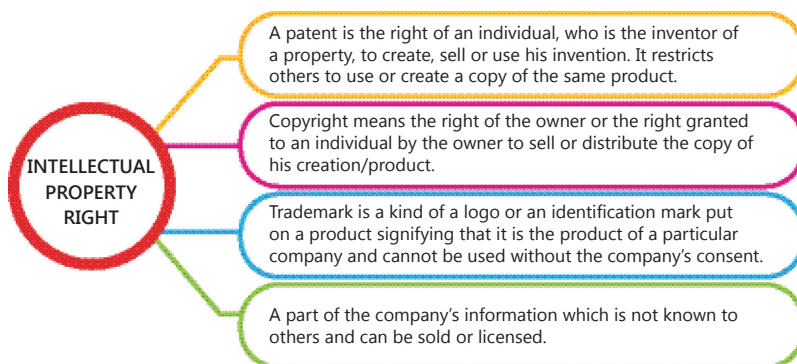 INTELLECTUAL
PROPERTY
RIGHT
A patent is the right of an individual, who is the inventor of
a property, to create, sell or use his invention. It restricts
others to use or create a copy of the same product.
Copyright means the right of the owner or the right granted
to an individual by the owner to sell or distribute the copy of
his creation/product.
Trademark is a kind of a logo or an identification mark put
on a product signifying that it is the product of a particular
company and cannot be used without the company’s consent.
A part of the company’s information which is not known to
others and can be sold or licensed.